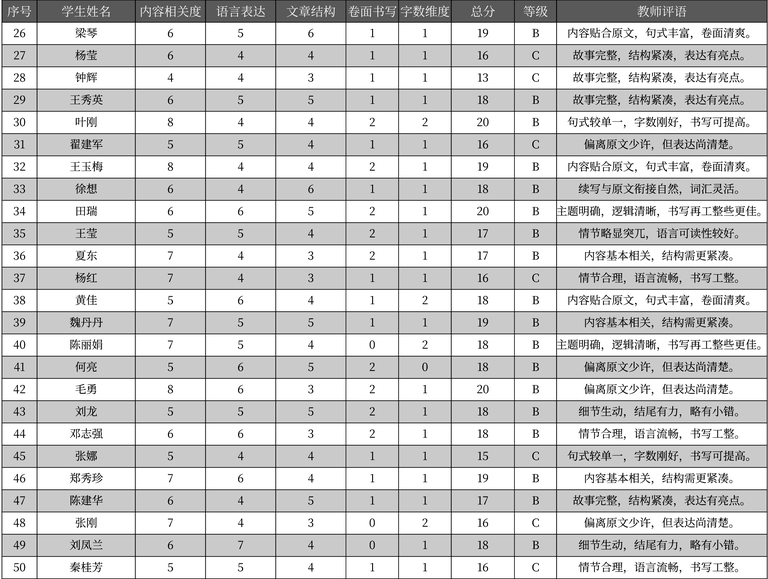 序号 学生姓名 内容相关度 语言表达 文章结构 卷面书写 字数维度 总分 等级 教师评语
26 梁琴 6 5 6 1 1 19 B 内容贴合原文，句式丰富，卷面清爽。
27 杨莹 6 4 4 1 1 16 C 故事完整，结构紧凑，表达有亮点。
28 钟辉 4 4 3 1 1 13 C 故事完整，结构紧凑，表达有亮点。
29 王秀英 6 5 5 1 1 18 B 故事完整，结构紧凑，表达有亮点。
30 叶刚 8 4 4 2 2 20 B 句式较单一，字数刚好，书写可提高。
31 翟建军 5 5 4 1 1 16 C 偏离原文少许，但表达尚清楚。
32 王玉梅 8 4 4 2 1 19 B 内容贴合原文，句式丰富，卷面清爽。
33 徐想 6 4 6 1 1 18 B 续写与原文衔接自然，词汇灵活。
34 田瑞 6 6 5 2 1 20 B 主题明确，逻辑清晰，书写再工整些更佳。
35 王莹 5 5 4 2 1 17 B 情节略显突兀，语言可读性较好。
36 夏东 7 4 3 2 1 17 B 内容基本相关，结构需更紧凑。
37 杨红 7 4 3 1 1 16 C 情节合理，语言流畅，书写工整。
38 黄佳 5 6 4 1 2 18 B 内容贴合原文，句式丰富，卷面清爽。
39 魏丹丹 7 5 5 1 1 19 B 内容基本相关，结构需更紧凑。
40 陈丽娟 7 5 4 0 2 18 B 主题明确，逻辑清晰，书写再工整些更佳。
41 何亮 5 6 5 2 0 18 B 偏离原文少许，但表达尚清楚。
42 毛勇 8 6 3 2 1 20 B 偏离原文少许，但表达尚清楚。
43 刘龙 5 5 5 2 1 18 B 细节生动，结尾有力，略有小错。
44 邓志强 6 6 3 2 1 18 B 情节合理，语言流畅，书写工整。
45 张娜 5 4 4 1 1 15 C 句式较单一，字数刚好，书写可提高。
46 郑秀珍 7 6 4 1 1 19 B 内容基本相关，结构需更紧凑。
47 陈建华 6 4 5 1 1 17 B 故事完整，结构紧凑，表达有亮点。
48 张刚 7 4 3 0 2 16 C 偏离原文少许，但表达尚清楚。
49 刘凤兰 6 7 4 0 1 18 B 细节生动，结尾有力，略有小错。
50 秦桂芳 5 5 4 1 1 16 C 情节合理，语言流畅，书写工整。